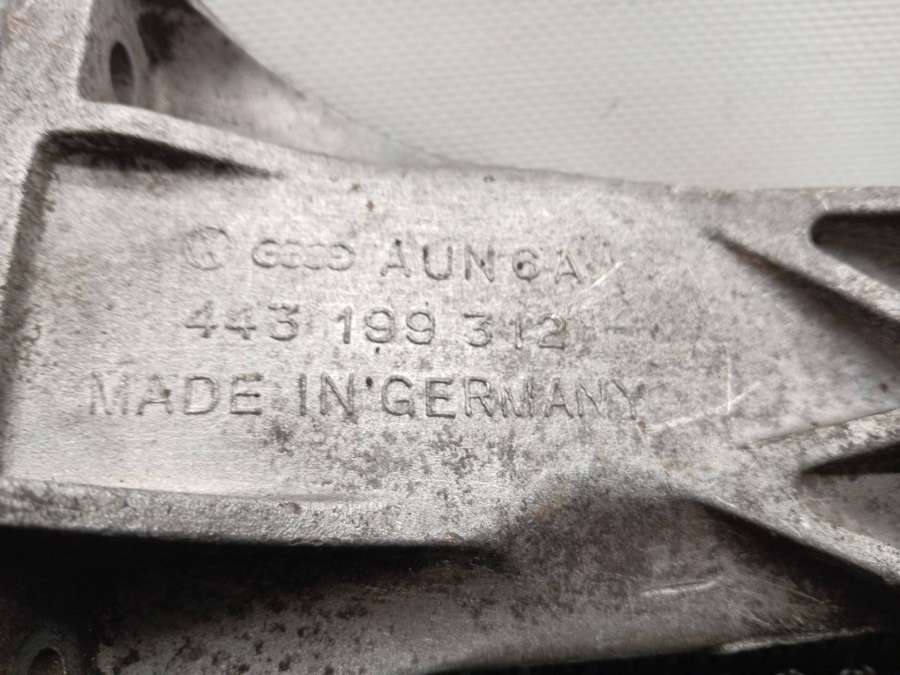 AUN 6A
443 199 312 -
MADE IN GERMANY